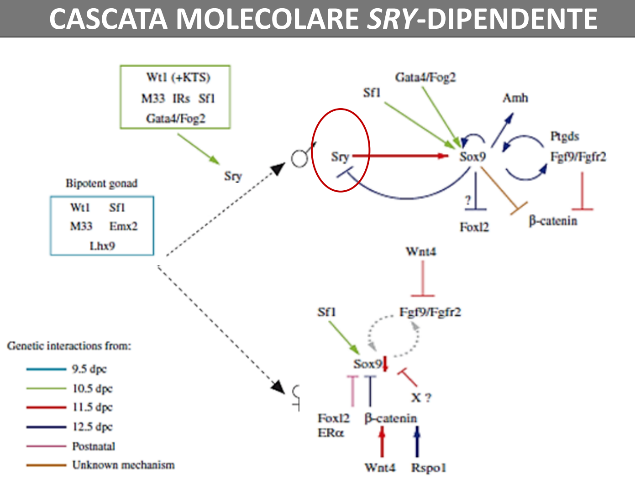 CASCATA MOLECOLARE SRY-DIPENDENTE
Wt1 (+KTS)
M33 IRs Sf1
Gata4/Fog2
Sry
Bipotent gonad
Wt1 Sf1
M33 Emx2
Lhx9
Gata4/Fog2
Sf1
Amh
Sry
Sox9
Ptgds
Fgf9/Fgfr2
?
Foxl2
β-catenin
Wnt4
Sf1
Fgf9/Fgfr2
Sox9
X ?
Foxl2
ERα
β-catenin
Wnt4
Rspo1
Genetic interactions from:
9.5 dpc
10.5 dpc
11.5 dpc
12.5 dpc
Postnatal
Unknown mechanism